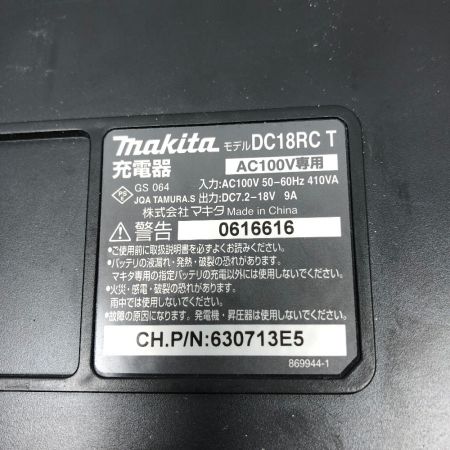 makita モデル DC18RC T
充電器 AC100V専用
PS E GS 064 入力:AC100V 50-60Hz 410VA
JQA TAMURA.S 出力:DC7.2-18V 9A
株式会社マキタ Made in China
警告 0616616
●ご使用前に取扱説明書を必ずよくお読みください。
●バッテリの液漏れ・発熱・破裂の恐れがあります。
マキタ専用の指定バッテリの充電以外には使用しないでください。
●火災・感電・破裂の恐れがあります。
雨中では使用しないでください。
●故障の原因になります。発電機・昇圧器は使用しないでください。
CH.P/N:630713E5
869944-1